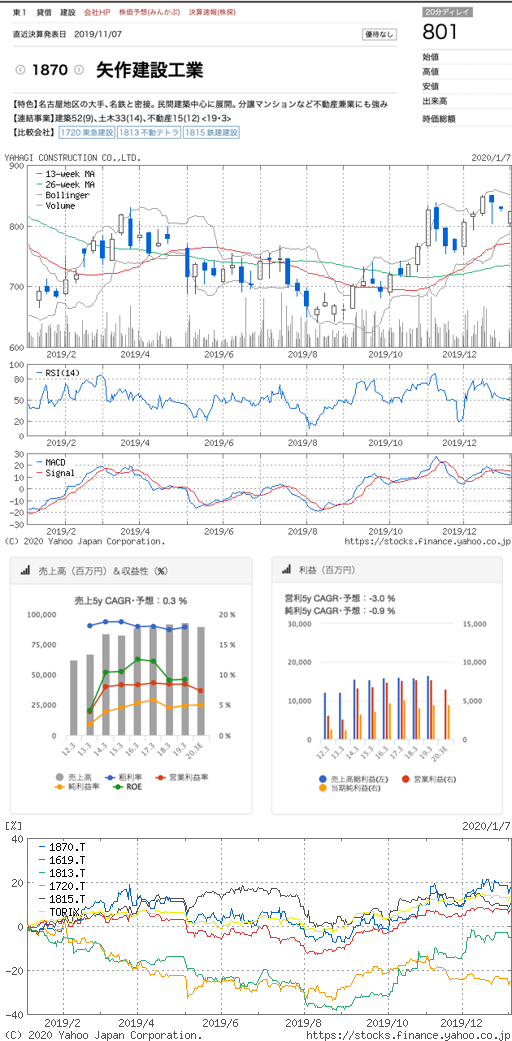 東1 貸借 建設 会社HP 株価予想(みんかぶ) 決算速報(株探)
20分ディレイ
801
直近決算発表日 2019/11/07
優待なし
始値
高値
安値
出来高
時価総額
1870 矢作建設工業
【特色】名古屋地区の大手、名鉄と密接。民間建築中心に展開。分譲マンションなど不動産兼業にも強み
【連結事業】建築52(9)、土木33(14)、不動産15(12) <19・3>
【比較会社】 1720 東急建設 1813 不動テトラ 1815 鉄建建設
YAHAGI CONSTRUCTION CO.,LTD. 2020/1/7
900
13-week MA
26-week MA
Bollinger
Volume
800
700
600
2019/2 2019/4 2019/6 2019/8 2019/10 2019/12
100
RSI(14)
80
50
20
0
2019/2 2019/4 2019/6 2019/8 2019/10 2019/12
30
MACD
20
Signal
10
0
-10
-20
-30
2019/2 2019/4 2019/6 2019/8 2019/10 2019/12
(C) 2020 Yahoo Japan Corporation. https://stocks.finance.yahoo.co.jp
売上高（百万円）＆収益性（%）
売上5y CAGR・予想：0.3 %
100,000 20 %
75,000 15 %
50,000 10 %
25,000 5 %
0 0 %
12.3 13.3 14.3 15.3 16.3 17.3 18.3 19.3 20.3E
売上高 粗利率 営業利益率
純利益率 ROE
利益（百万円）
営利5y CAGR・予想：-3.0 %
純利5y CAGR・予想：-0.9 %
30,000 15,000
20,000 10,000
10,000 5,000
0 0
12.3 13.3 14.3 15.3 16.3 17.3 18.3 19.3 20.3E
売上高総利益(左) 営業利益(右)
当期純利益(右)
[%] 2020/1/7
40
1870.T
1619.T
1813.T
1720.T
1815.T
TOPIX
20
0
-20
-40
2019/2 2019/4 2019/6 2019/8 2019/10 2019/12
(C) 2020 Yahoo Japan Corporation. https://stocks.finance.yahoo.co.jp